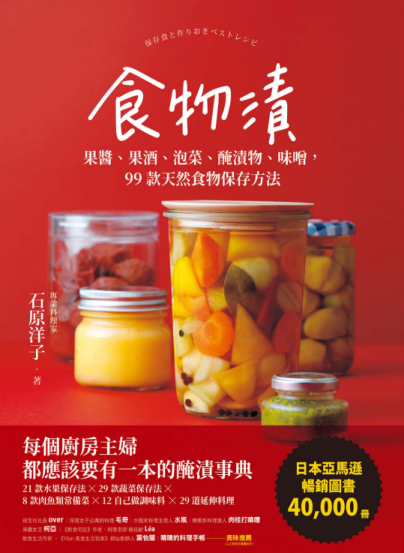 保存食と作りおきベストレシピ
食物漬
果醬、果酒、泡菜、醃漬物、味噌，
99 款天然食物保存方法
專業料理家
石原洋子・著
每個廚房主婦
都應該要有一本的醃漬事典
21 款水果保存法 × 29 款蔬菜保存法 ×
8 款肉魚類常備菜 × 12 自己做調味料 × 29 道延伸料理
日本亞馬遜
暢銷圖書
40,000 冊
美味推薦